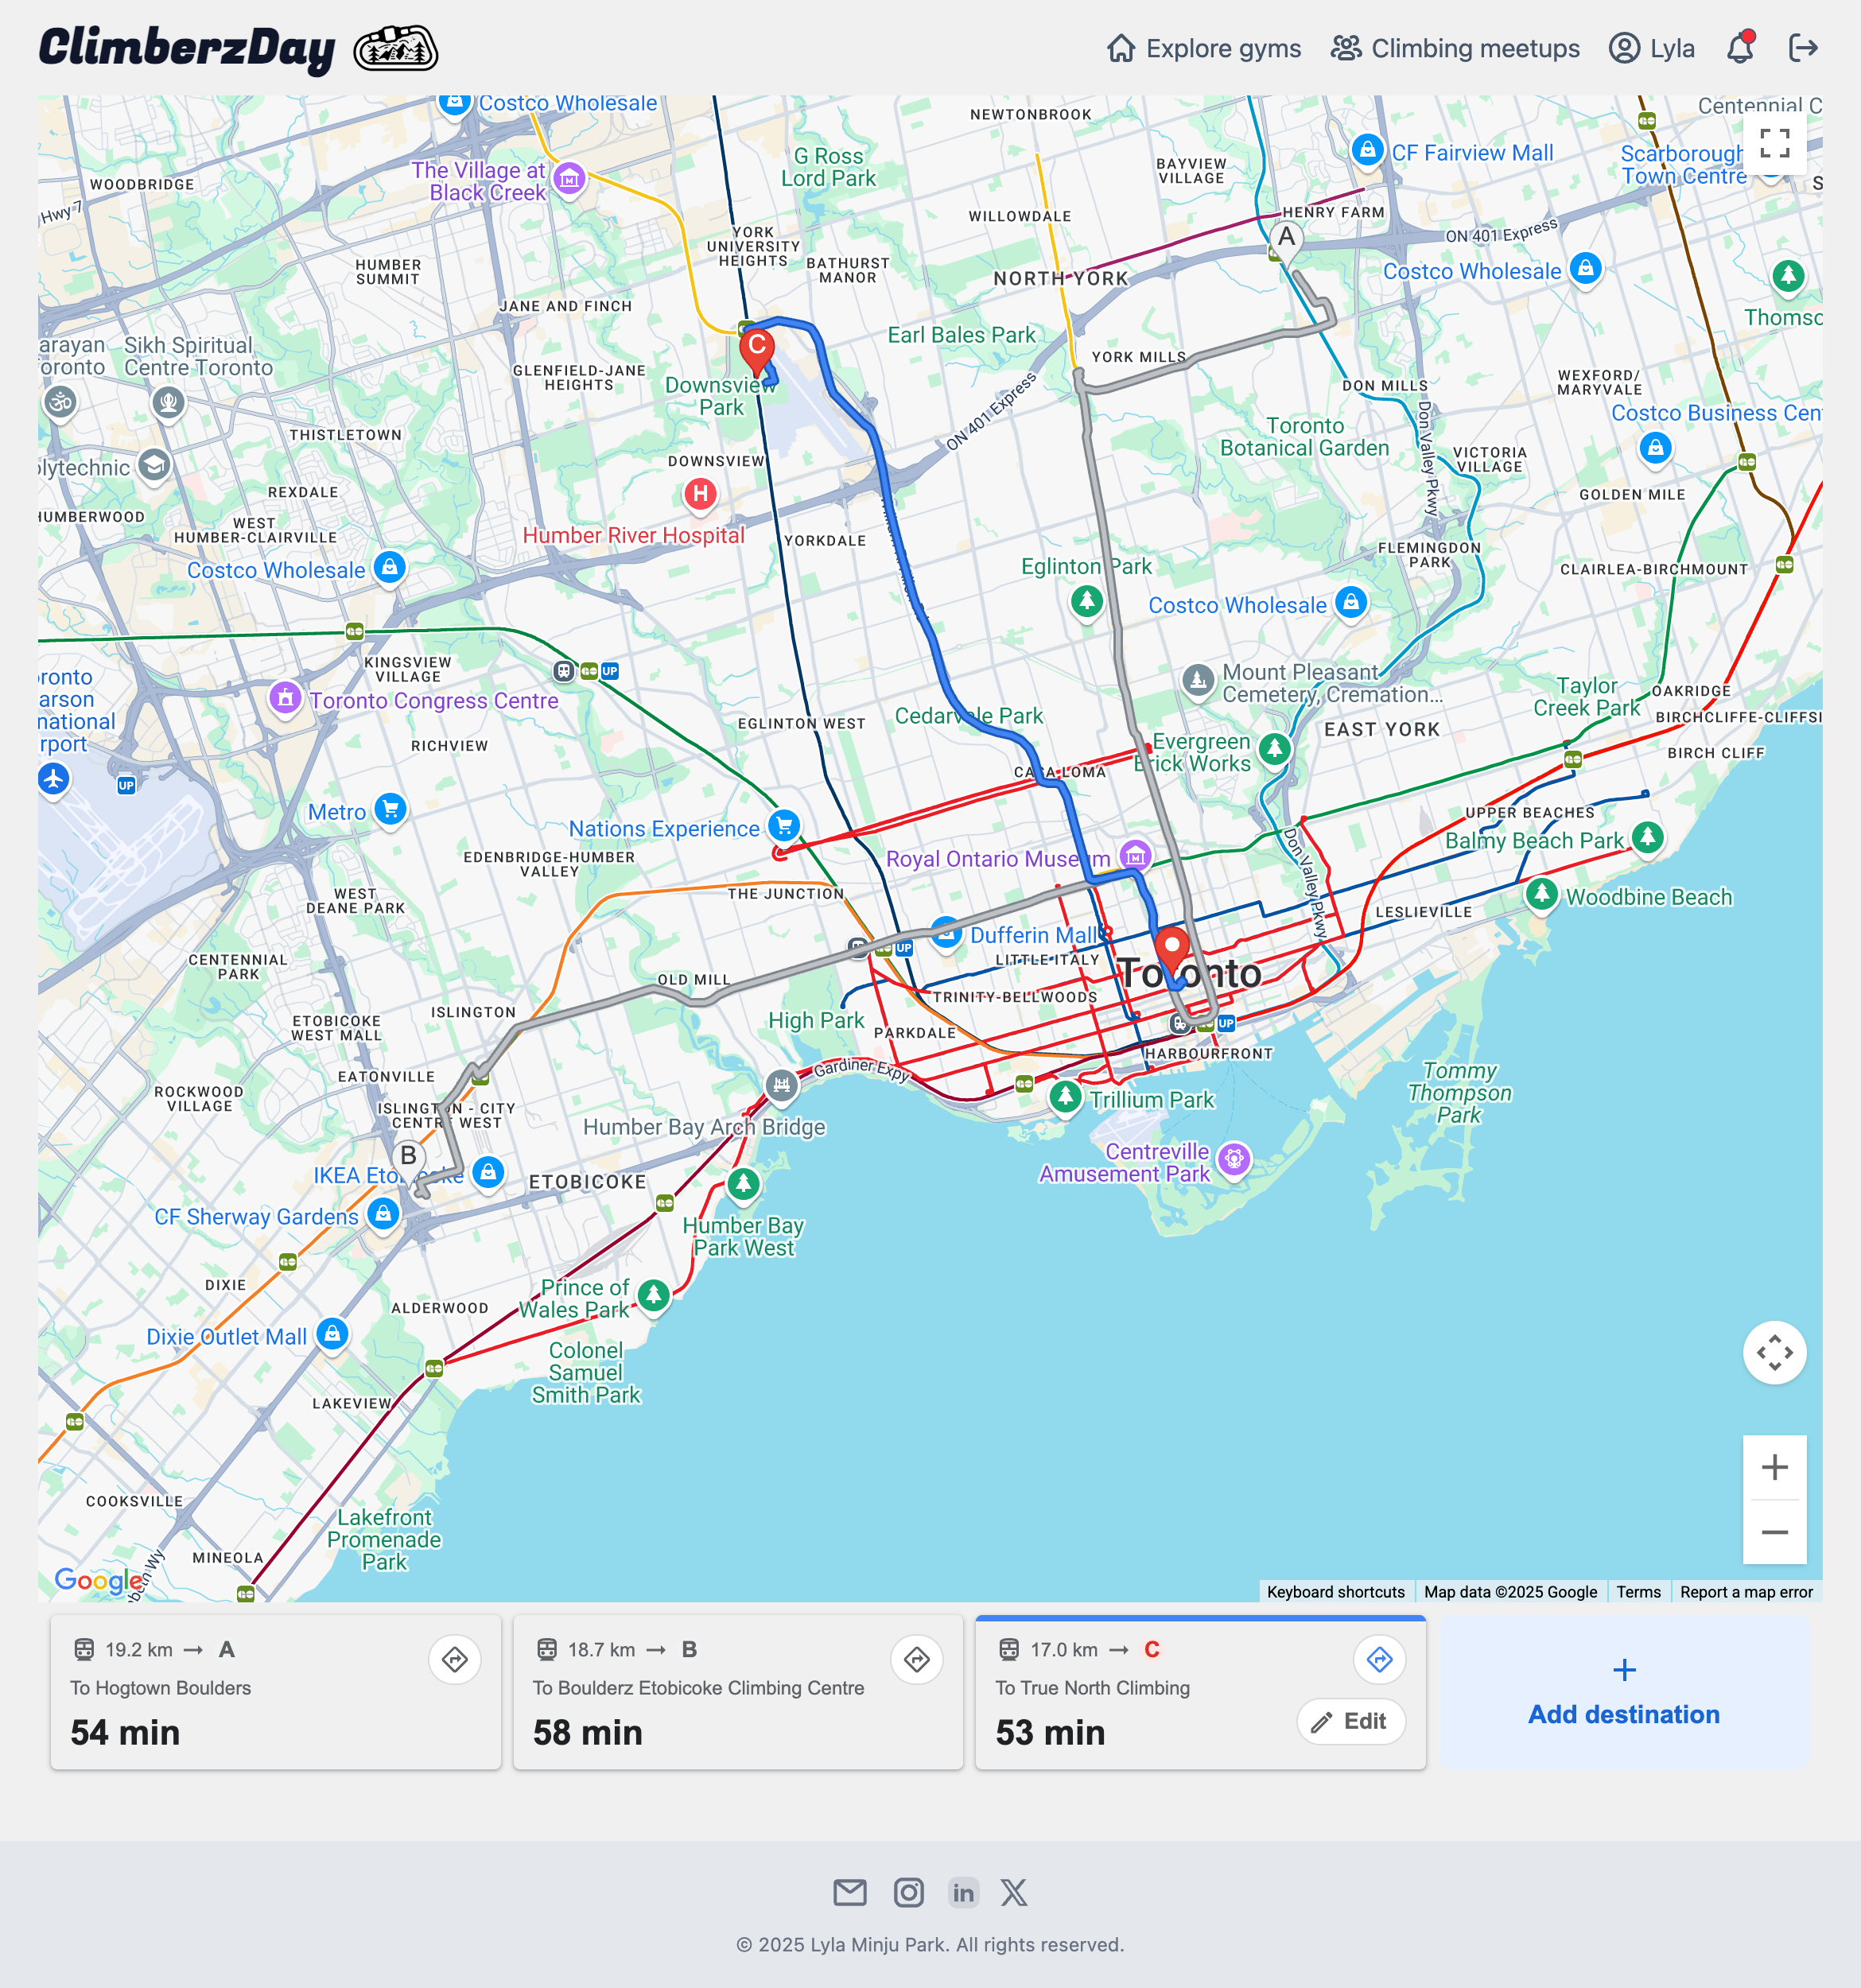 ClimberzDay
Explore gyms
Climbing meetups
Lyla
Costco Wholesale
NEWTONBROOK
Centennial C
The Village at
Black Creek
G Ross
Lord Park
BAYVIEW
VILLAGE
CF Fairview Mall
Scarborough
Town Centre
WOODBRIDGE
Hwy 7
WILLOWDALE
HENRY FARM
A
ON 401 Express
YORK
UNIVERSITY
HEIGHTS
BATHURST
MANOR
HUMBER
SUMMIT
NORTH YORK
Costco Wholesale
JANE AND FINCH
Thomsc
Earl Bales Park
arayan
oronto
Sikh Spiritual
Centre Toronto
C
YORK MILLS
GLENFIELD-JANE
HEIGHTS
Downsview
Park
DON MILLS
WEXFORD/
MARYVALE
ON 401 Express
Don Valley Pkwy
Costco Business Cent
THISTLETOWN
Toronto
Botanical Garden
olytechnic
DOWNSVIEW
VICTORIA
VILLAGE
REXDALE
H
GOLDEN MILE
HUMBERWOOD
WEST
HUMBER-CLAIRVILLE
Humber River Hospital
YORKDALE
FLEMINGDON
PARK
Costco Wholesale
Eglinton Park
CLAIRLEA-BIRCHMOUNT
Costco Wholesale
KINGSVIEW
VILLAGE
UP
oronto
arson
national
irport
Toronto Congress Centre
Mount Pleasant
Cemetery, Cremation...
Taylor
Creek Park
OAKRIDGE
Cedarvale Park
EGLINTON WEST
EAST YORK
BIRCHCLIFFE-CLIFFSI
RICHVIEW
Evergreen
Brick Works
BIRCH CLIFF
CASA LOMA
UP
Metro
Nations Experience
UPPER BEACHES
Balmy Beach Park
EDENBRIDGE-HUMBER
VALLEY
Royal Ontario Museum
Don Valley Pkwy
WEST
DEANE PARK
THE JUNCTION
Woodbine Beach
LESLIEVILLE
Dufferin Mall
UP
CENTENNIAL
PARK
LITTLE ITALY
Toronto
OLD MILL
TRINITY-BELLWOODS
ISLINGTON
ETOBICOKE
WEST MALL
High Park
PARKDALE
UP
HARBOURFRONT
Gardiner Expy
EATONVILLE
ROCKWOOD
VILLAGE
Tommy
Thompson
Park
Trillium Park
ISLINGTON - CITY
CENTRE WEST
Humber Bay Arch Bridge
B
Centreville
Amusement Park
IKEA Etobicoke
ETOBICOKE
CF Sherway Gardens
Humber Bay
Park West
DIXIE
Prince of
Wales Park
ALDERWOOD
Dixie Outlet Mall
Colonel
Samuel
Smith Park
LAKEVIEW
COOKSVILLE
Lakefront
Promenade
Park
MINEOLA
Google
Keyboard shortcuts
Map data ©2025 Google
Terms
Report a map error
19.2 km → A
To Hogtown Boulders
54 min
18.7 km → B
To Boulderz Etobicoke Climbing Centre
58 min
17.0 km → C
To True North Climbing
53 min
Edit
+
Add destination
© 2025 Lyla Minju Park. All rights reserved.